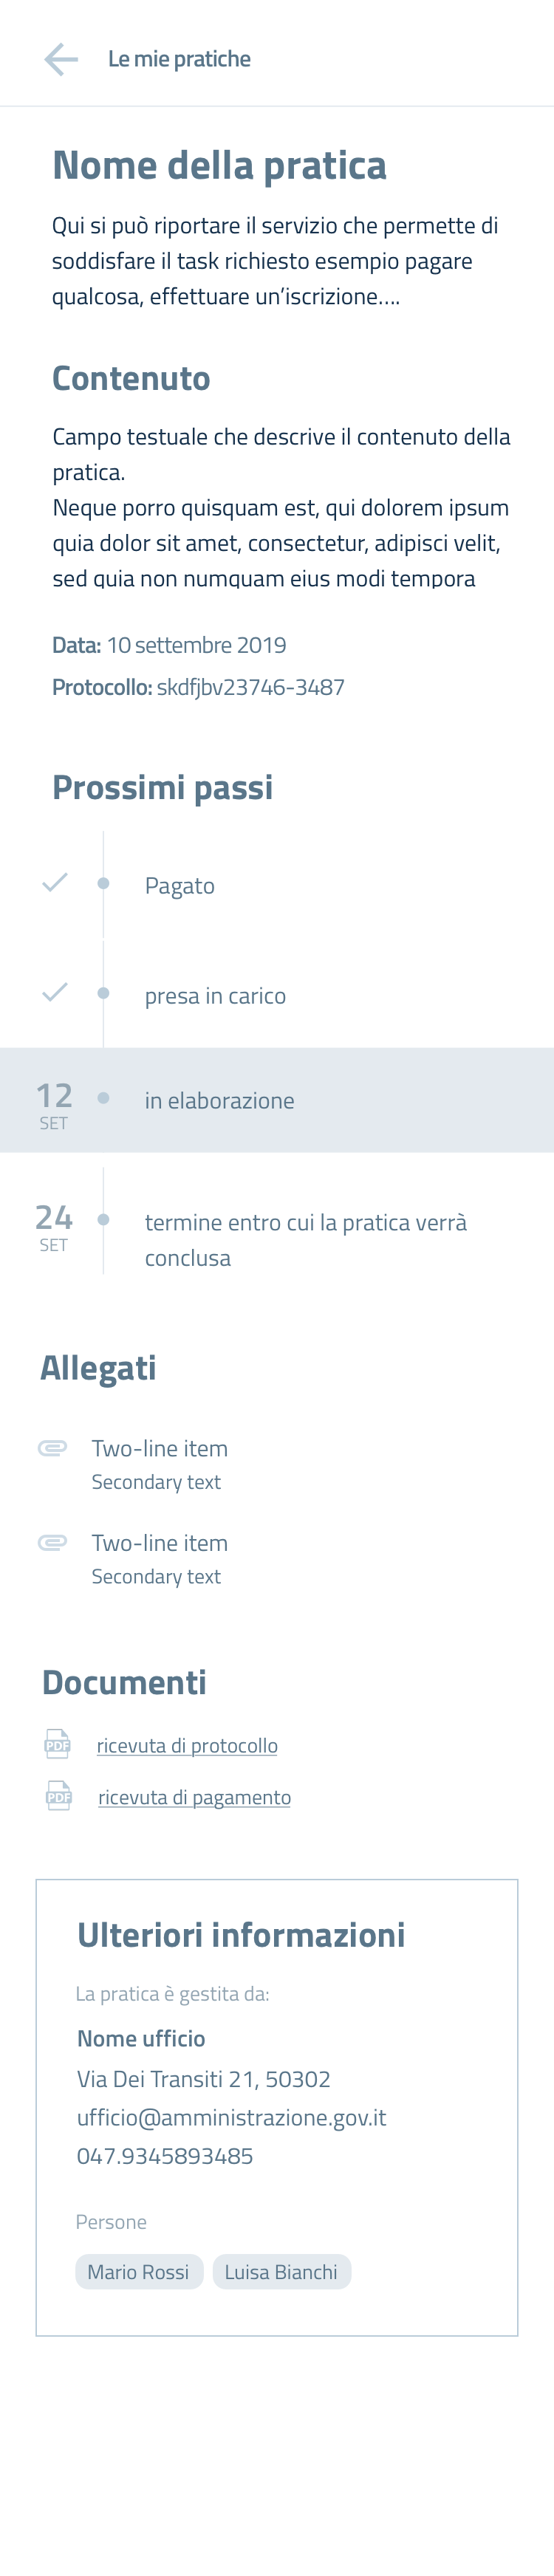 Le mie pratiche
Nome della pratica
Qui si può riportare il servizio che permette di
soddisfare il task richiesto esempio pagare
qualcosa, effettuare un’iscrizione....
Contenuto
Campo testuale che descrive il contenuto della
pratica.
Neque porro quisquam est, qui dolorem ipsum
quia dolor sit amet, consectetur, adipisci velit,
sed quia non numquam eius modi tempora
Data: 10 settembre 2019
Protocollo: skdfjbv23746-3487
Prossimi passi
Pagato
presa in carico
12
SET
in elaborazione
24
SET
termine entro cui la pratica verrà
conclusa
Allegati
Two-line item
Secondary text
Two-line item
Secondary text
Documenti
PDF ricevuta di protocollo
PDF ricevuta di pagamento
Ulteriori informazioni
La pratica è gestita da:
Nome ufficio
Via Dei Transiti 21, 50302
ufficio@amministrazione.gov.it
047.9345893485
Persone
Mario Rossi Luisa Bianchi